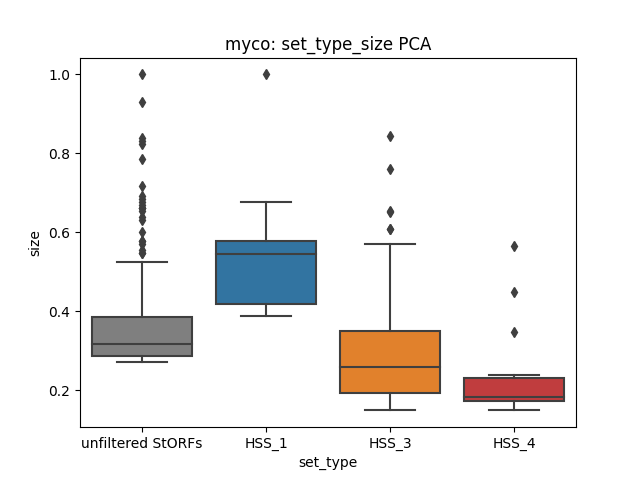 myco: set_type_size PCA
1.0
0.8
0.6
0.4
0.2
size
unfiltered StORFs HSS_1 HSS_3 HSS_4
set_type